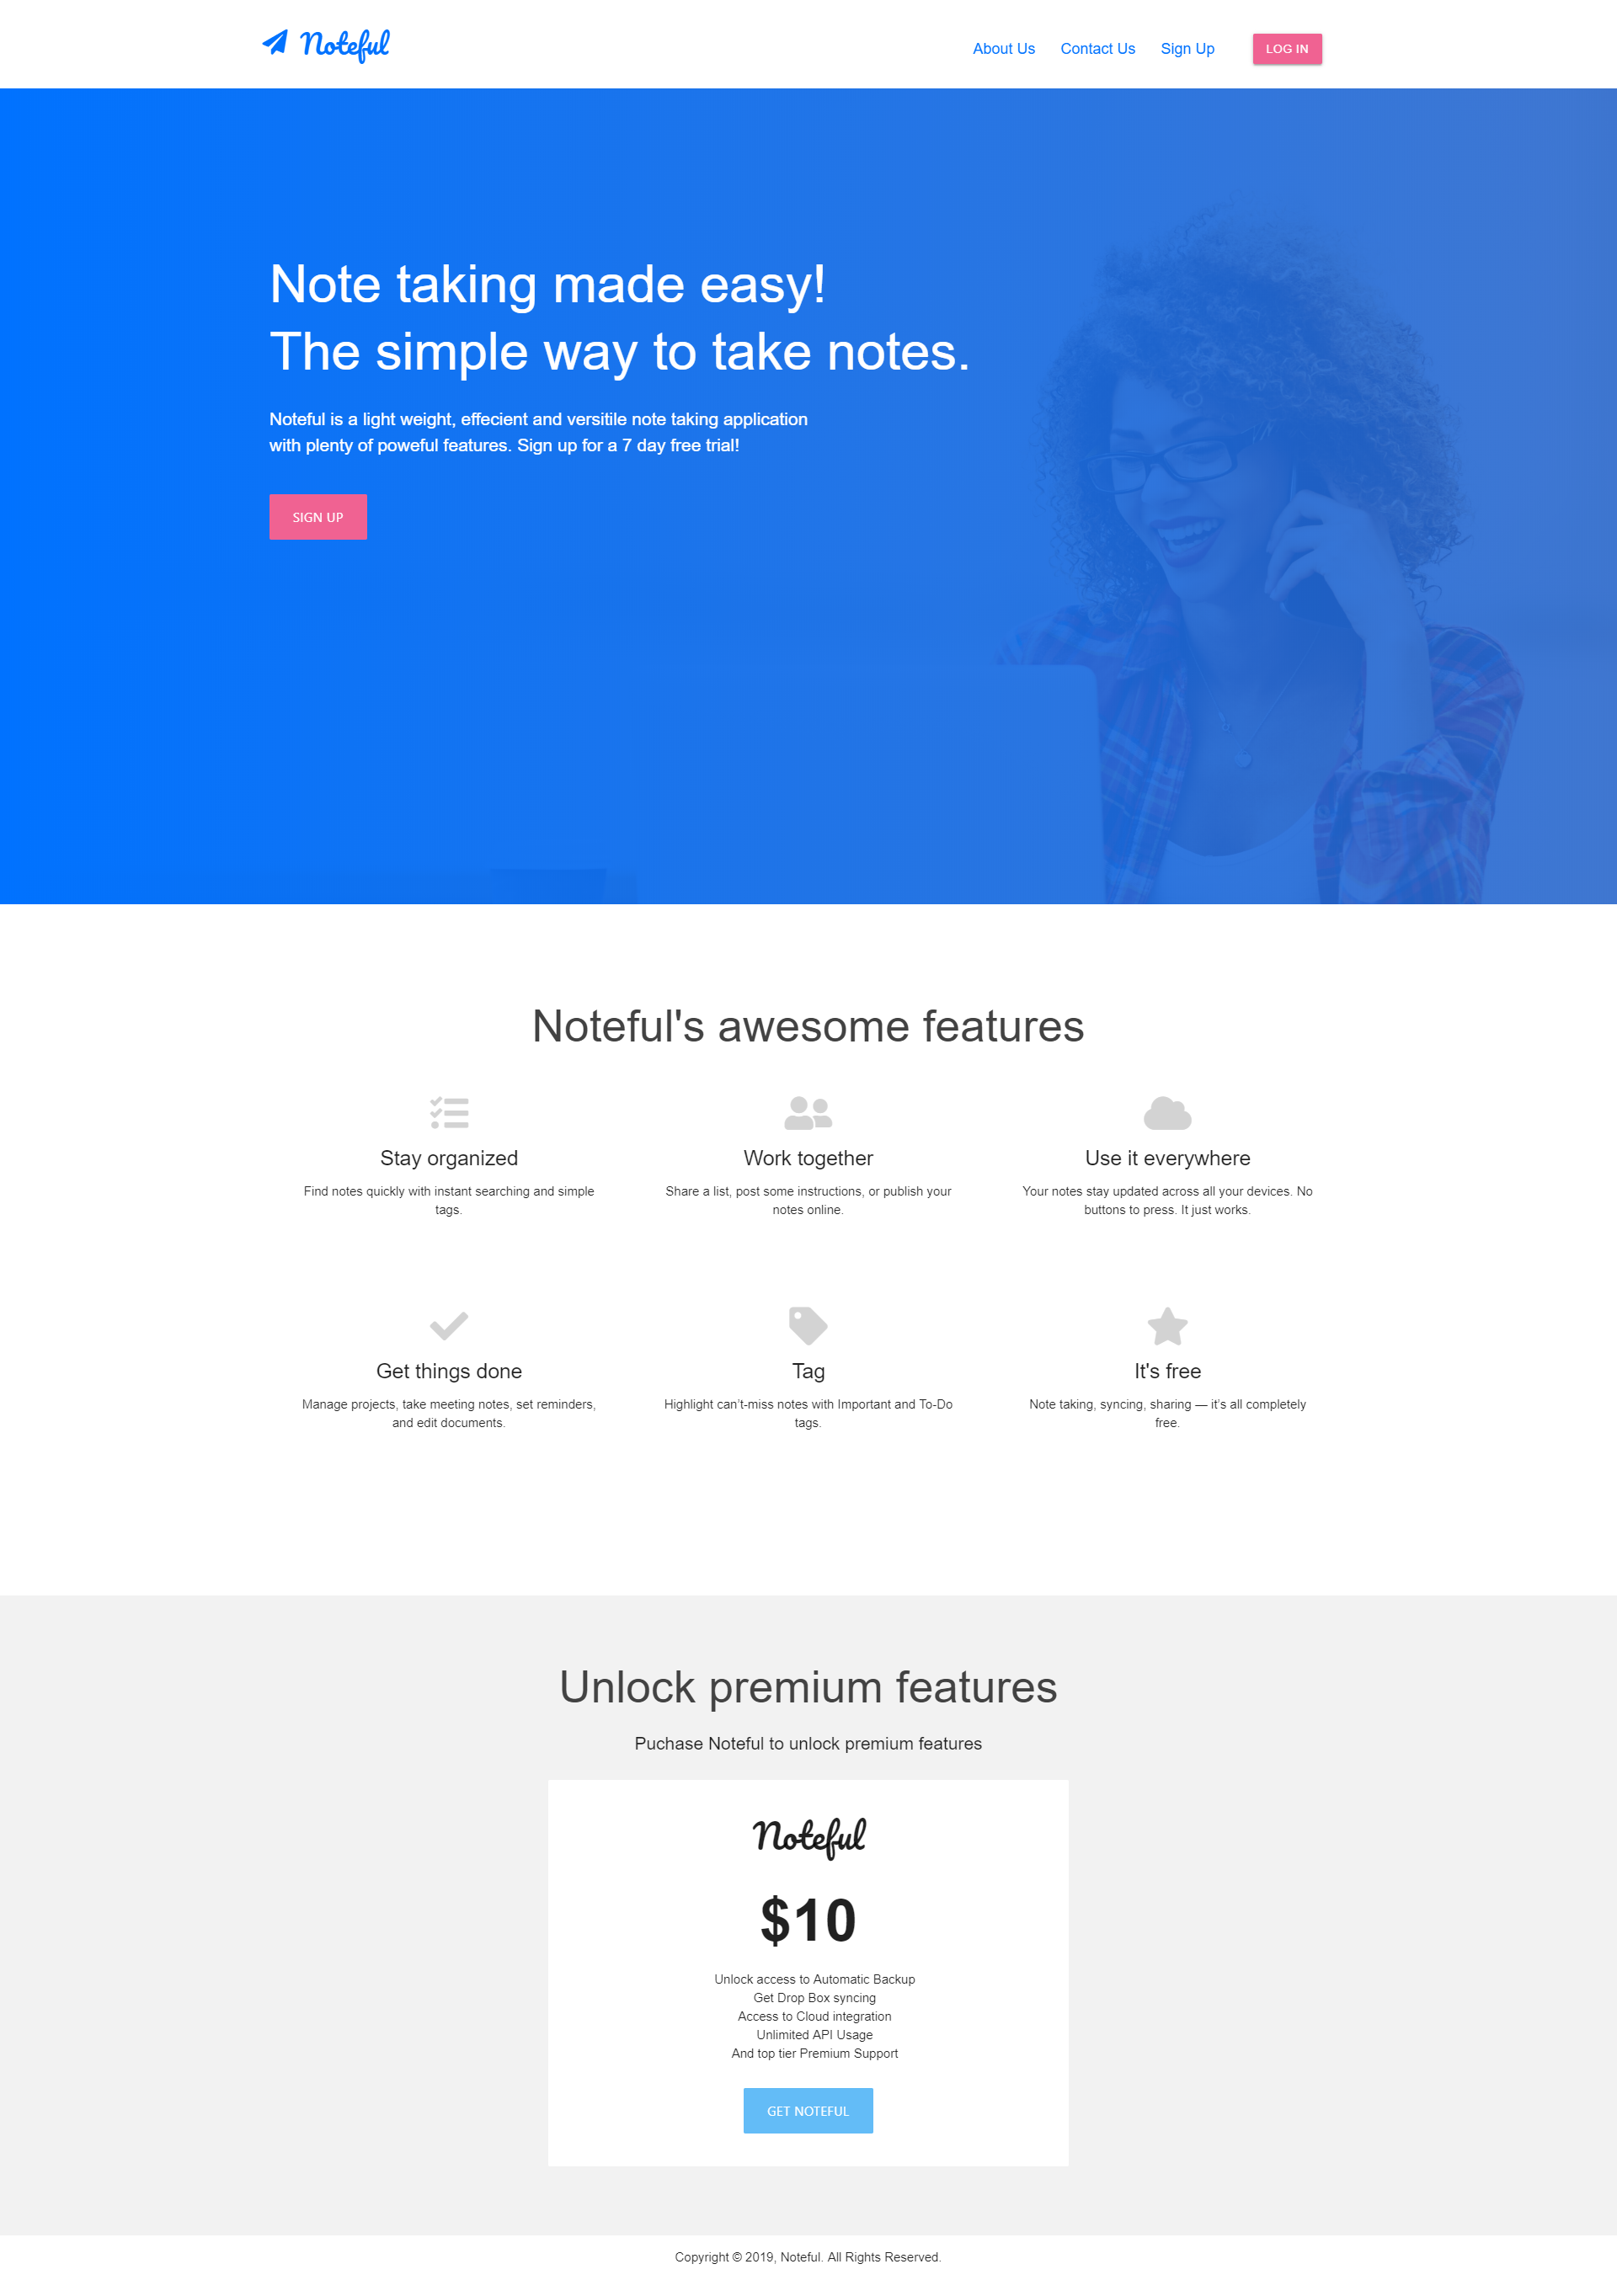 Noteful
About Us Contact Us Sign Up LOG IN
Note taking made easy!
The simple way to take notes.
Noteful is a light weight, effecient and versitile note taking application
with plenty of poweful features. Sign up for a 7 day free trial!
SIGN UP
Noteful's awesome features
Stay organized
Find notes quickly with instant searching and simple
tags.
Work together
Share a list, post some instructions, or publish your
notes online.
Use it everywhere
Your notes stay updated across all your devices. No
buttons to press. It just works.
Get things done
Manage projects, take meeting notes, set reminders,
and edit documents.
Tag
Highlight can’t-miss notes with Important and To-Do
tags.
It's free
Note taking, syncing, sharing — it’s all completely
free.
Unlock premium features
Puchase Noteful to unlock premium features
Noteful
$10
Unlock access to Automatic Backup
Get Drop Box syncing
Access to Cloud integration
Unlimited API Usage
And top tier Premium Support
GET NOTEFUL
Copyright © 2019, Noteful. All Rights Reserved.